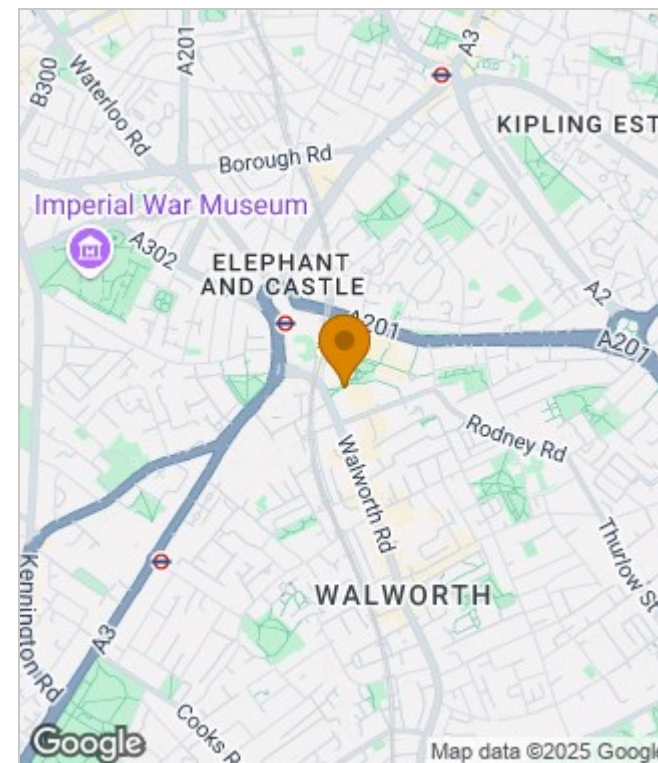 A201
A3
B300
Waterloo Rd
KIPLING EST
Borough Rd
Imperial War Museum
A302
ELEPHANT
AND CASTLE
A2
A201
A201
Rodney Rd
Walworth Rd
Thurlow St
WALWORTH
Kennington Rd
A3
Cooks R
Google
Map data ©2025 Google